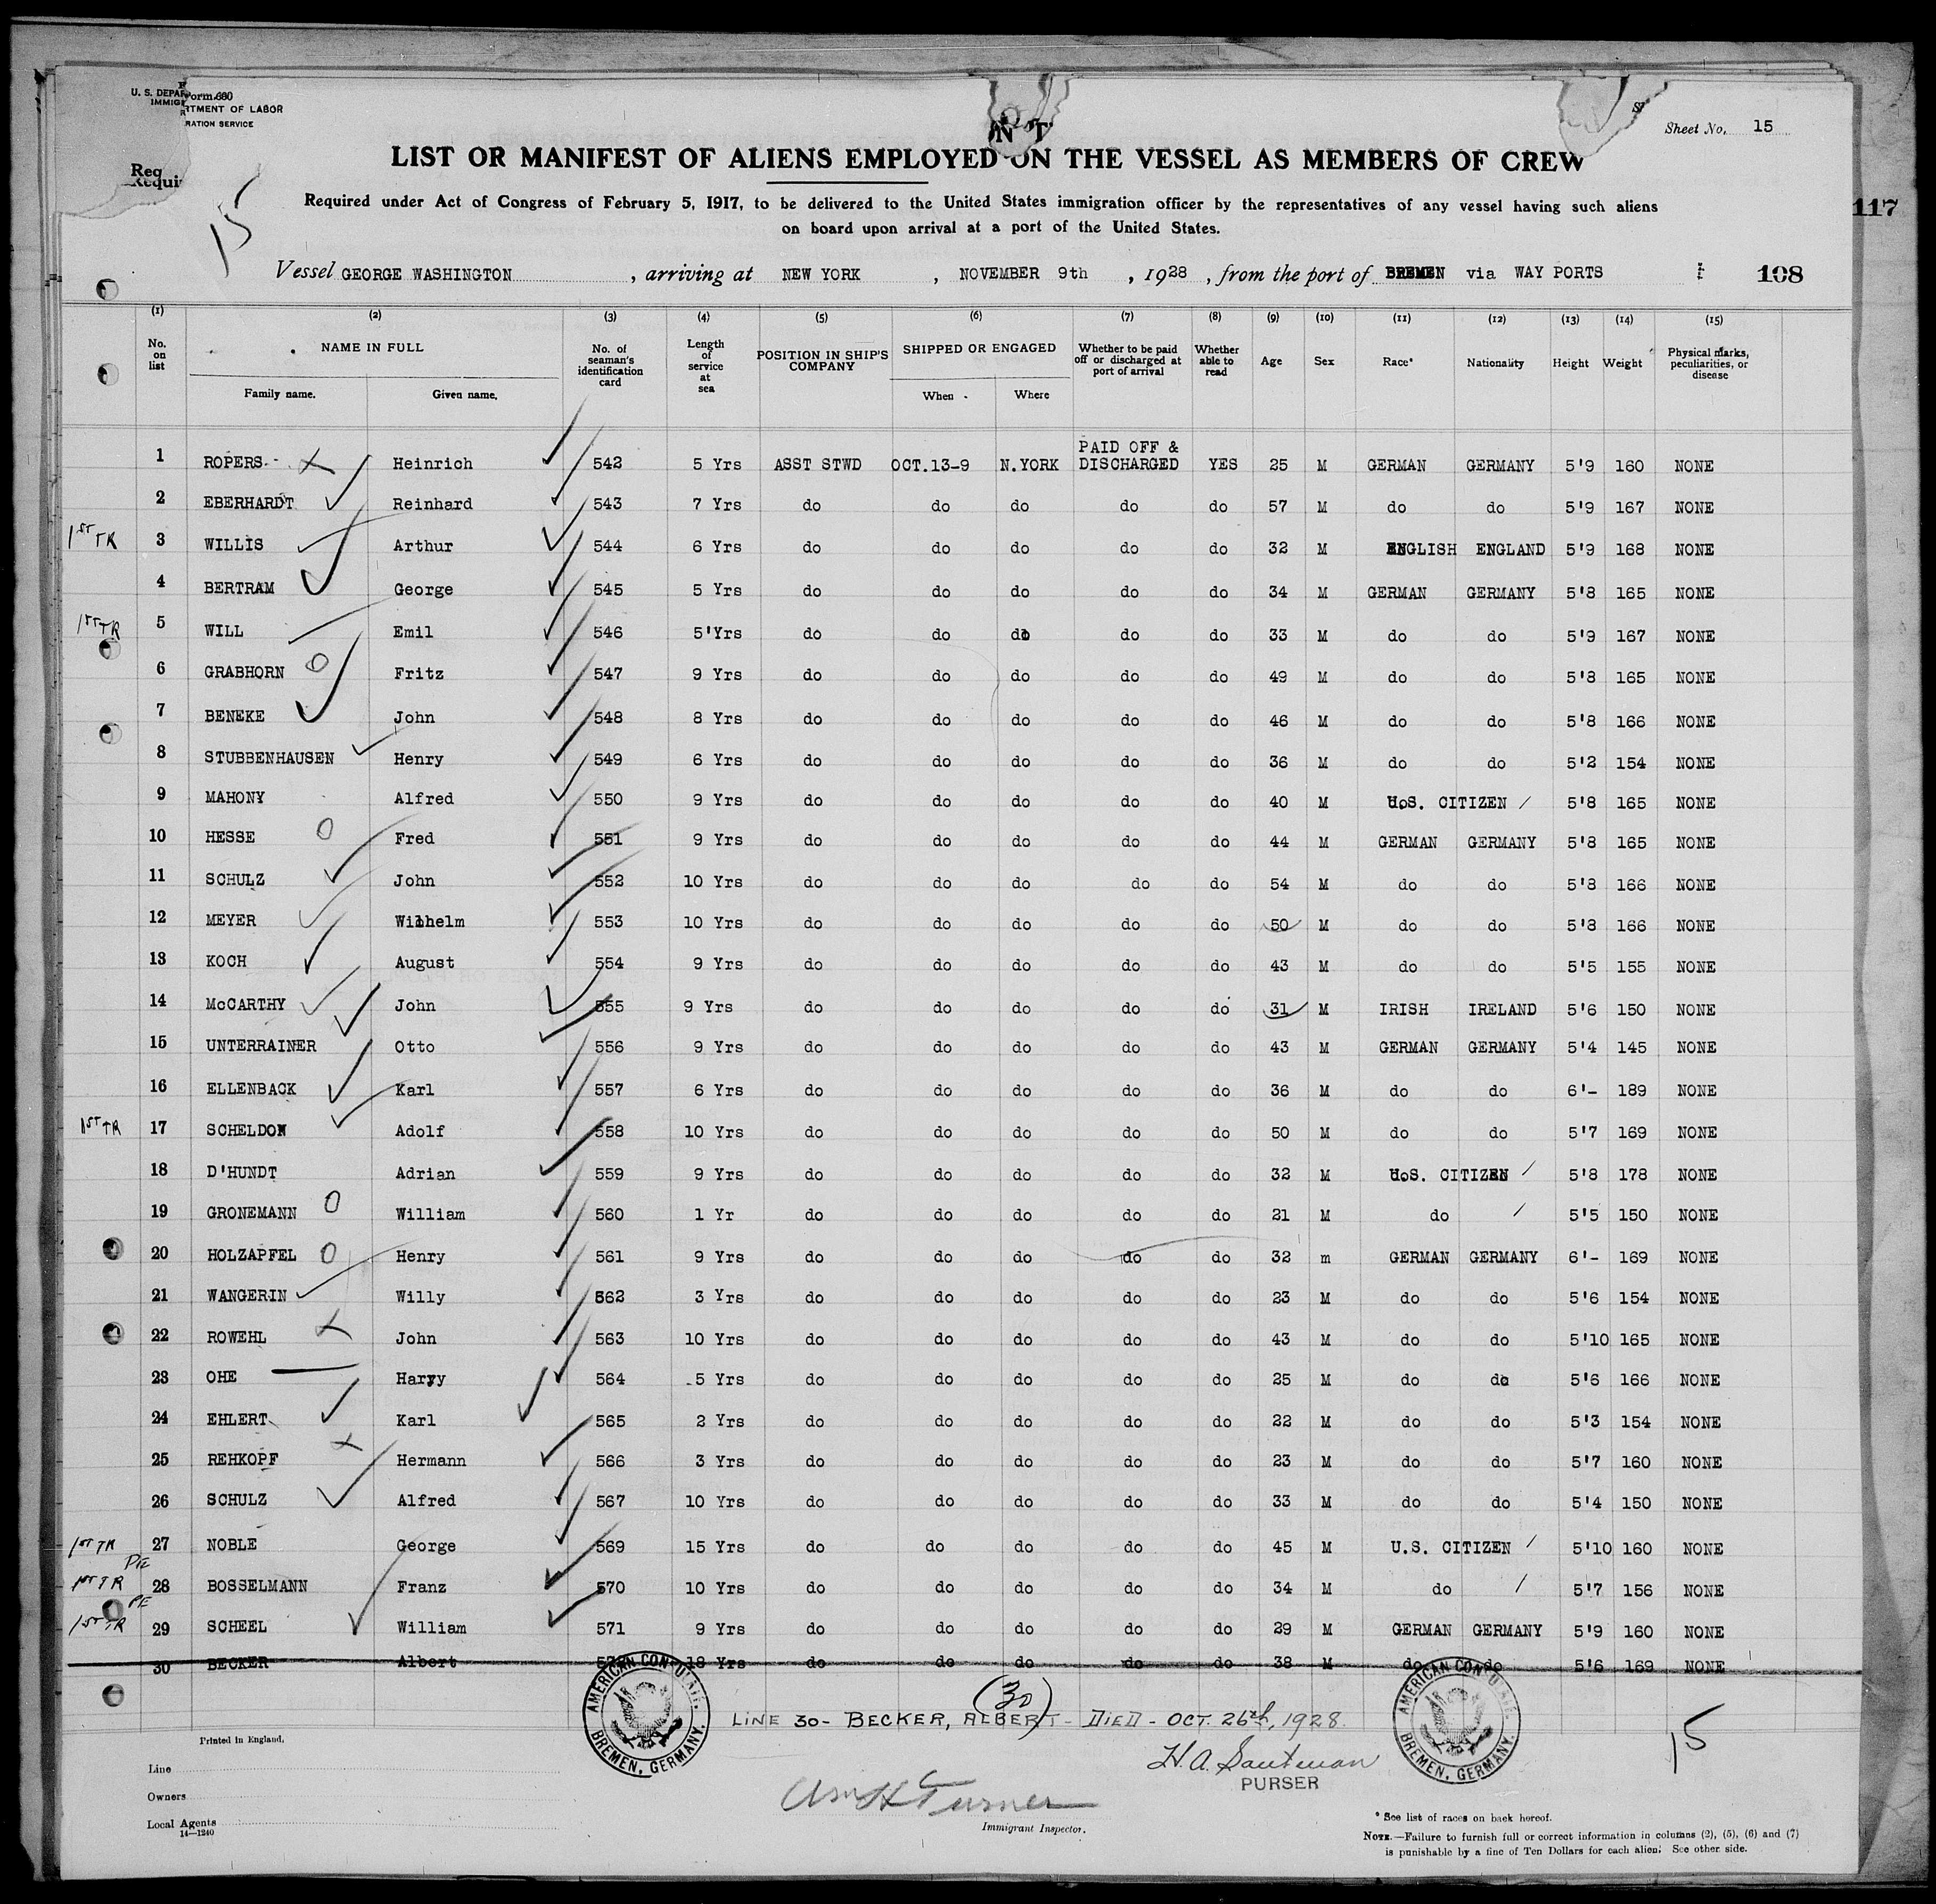 Form 680
U. S. DEPARTMENT OF LABOR
IMMIGRATION SERVICE
Sheet No. 15
LIST OR MANIFEST OF ALIENS EMPLOYED ON THE VESSEL AS MEMBERS OF CREW
15
Required under Act of Congress of February 5, 1917, to be delivered to the United States immigration officer by the representatives of any vessel having such aliens
on board upon arrival at a port of the United States.
117
Vessel GEORGE WASHINGTON, arriving at NEW YORK, NOVEMBER 9th, 1928, from the port of BREMEN via WAY PORTS 108
(1) (2) (3) (4) (5) (6) (7) (8) (9) (10) (11) (12) (13) (14) (15)
No. on list NAME IN FULL Family name. Given name. No. of seaman's identification card Length of service at sea POSITION IN SHIP'S COMPANY SHIPPED OR ENGAGED When Where Whether to be paid off or discharged at port of arrival Whether able to read Age Sex Race* Nationality Height Weight Physical marks, peculiarities, or disease
1 ROPERS Heinrich 542 5 Yrs ASST STWD OCT.13-9 N.YORK PAID OFF & DISCHARGED YES 25 M GERMAN GERMANY 5'9 160 NONE
2 EBERHARDT Reinhard 543 7 Yrs do do do do do 57 M do do 5'9 167 NONE
1ST TR 3 WILLIS Arthur 544 6 Yrs do do do do do 32 M ENGLISH ENGLAND 5'9 168 NONE
4 BERTRAM George 545 5 Yrs do do do do do 34 M GERMAN GERMANY 5'8 165 NONE
1ST TR 5 WILL Emil 546 5'Yrs do do do do do 33 M do do 5'9 167 NONE
6 GRABHORN Fritz 547 9 Yrs do do do do do 49 M do do 5'8 165 NONE
7 BENEKE John 548 8 Yrs do do do do do 46 M do do 5'8 166 NONE
8 STUBBENHAUSEN Henry 549 6 Yrs do do do do do 36 M do do 5'2 154 NONE
9 MAHONY Alfred 550 9 Yrs do do do do do 40 M U.S. CITIZEN 5'8 165 NONE
10 HESSE Fred 551 9 Yrs do do do do do 44 M GERMAN GERMANY 5'8 165 NONE
11 SCHULZ John 552 10 Yrs do do do do do 54 M do do 5'8 166 NONE
12 MEYER Wilhelm 553 10 Yrs do do do do do 50 M do do 5'8 166 NONE
13 KOCH August 554 9 Yrs do do do do do 43 M do do 5'5 155 NONE
14 McCARTHY John 555 9 Yrs do do do do do 31 M IRISH IRELAND 5'6 150 NONE
15 UNTERRAINER Otto 556 9 Yrs do do do do do 43 M GERMAN GERMANY 5'4 145 NONE
16 ELLENBACK Karl 557 6 Yrs do do do do do 36 M do do 6'- 189 NONE
1ST TR 17 SCHELDON Adolf 558 10 Yrs do do do do do 50 M do do 5'7 169 NONE
18 D'HUNDT Adrian 559 9 Yrs do do do do do 32 M U.S. CITIZEN 5'8 178 NONE
19 GRONEMANN William 560 1 Yr do do do do do 21 M do 5'5 150 NONE
20 HOLZAPFEL Henry 561 9 Yrs do do do do do 32 m GERMAN GERMANY 6'- 169 NONE
21 WANGERIN Willy 562 3 Yrs do do do do do 23 M do do 5'6 154 NONE
22 ROWEHL John 563 10 Yrs do do do do do 43 M do do 5'10 165 NONE
23 OHE Harry 564 5 Yrs do do do do do 25 M do do 5'6 166 NONE
24 EHLERT Karl 565 2 Yrs do do do do do 22 M do do 5'3 154 NONE
25 REHKOPF Hermann 566 3 Yrs do do do do do 23 M do do 5'7 160 NONE
26 SCHULZ Alfred 567 10 Yrs do do do do do 33 M do do 5'4 150 NONE
1ST TR 27 NOBLE George 569 15 Yrs do do do do do 45 M U.S. CITIZEN 5'10 160 NONE
1ST TR 28 BOSSELMANN Franz 570 10 Yrs do do do do do 34 M do 5'7 156 NONE
1ST TR 29 SCHEEL William 571 9 Yrs do do do do do 29 M GERMAN GERMANY 5'9 160 NONE
30 BECKER Albert 18 Yrs do do do do do 38 M do do 5'6 169 NONE
AMERICAN CONSULATE, BREMEN, GERMANY.
AMERICAN CONSULATE, BREMEN, GERMANY.
(30)
LINE 30- BECKER, ALBERT - DIED - OCT. 26th, 1928
15
H. A. Sautman
PURSER
Printed in England.
Line
Owners
Local Agents
14-1240
Wm H C Turner
Immigrant Inspector.
* See list of races on back hereof.
NOTE.—Failure to furnish full or correct information in columns (2), (5), (6) and (7)
is punishable by a fine of Ten Dollars for each alien. See other side.